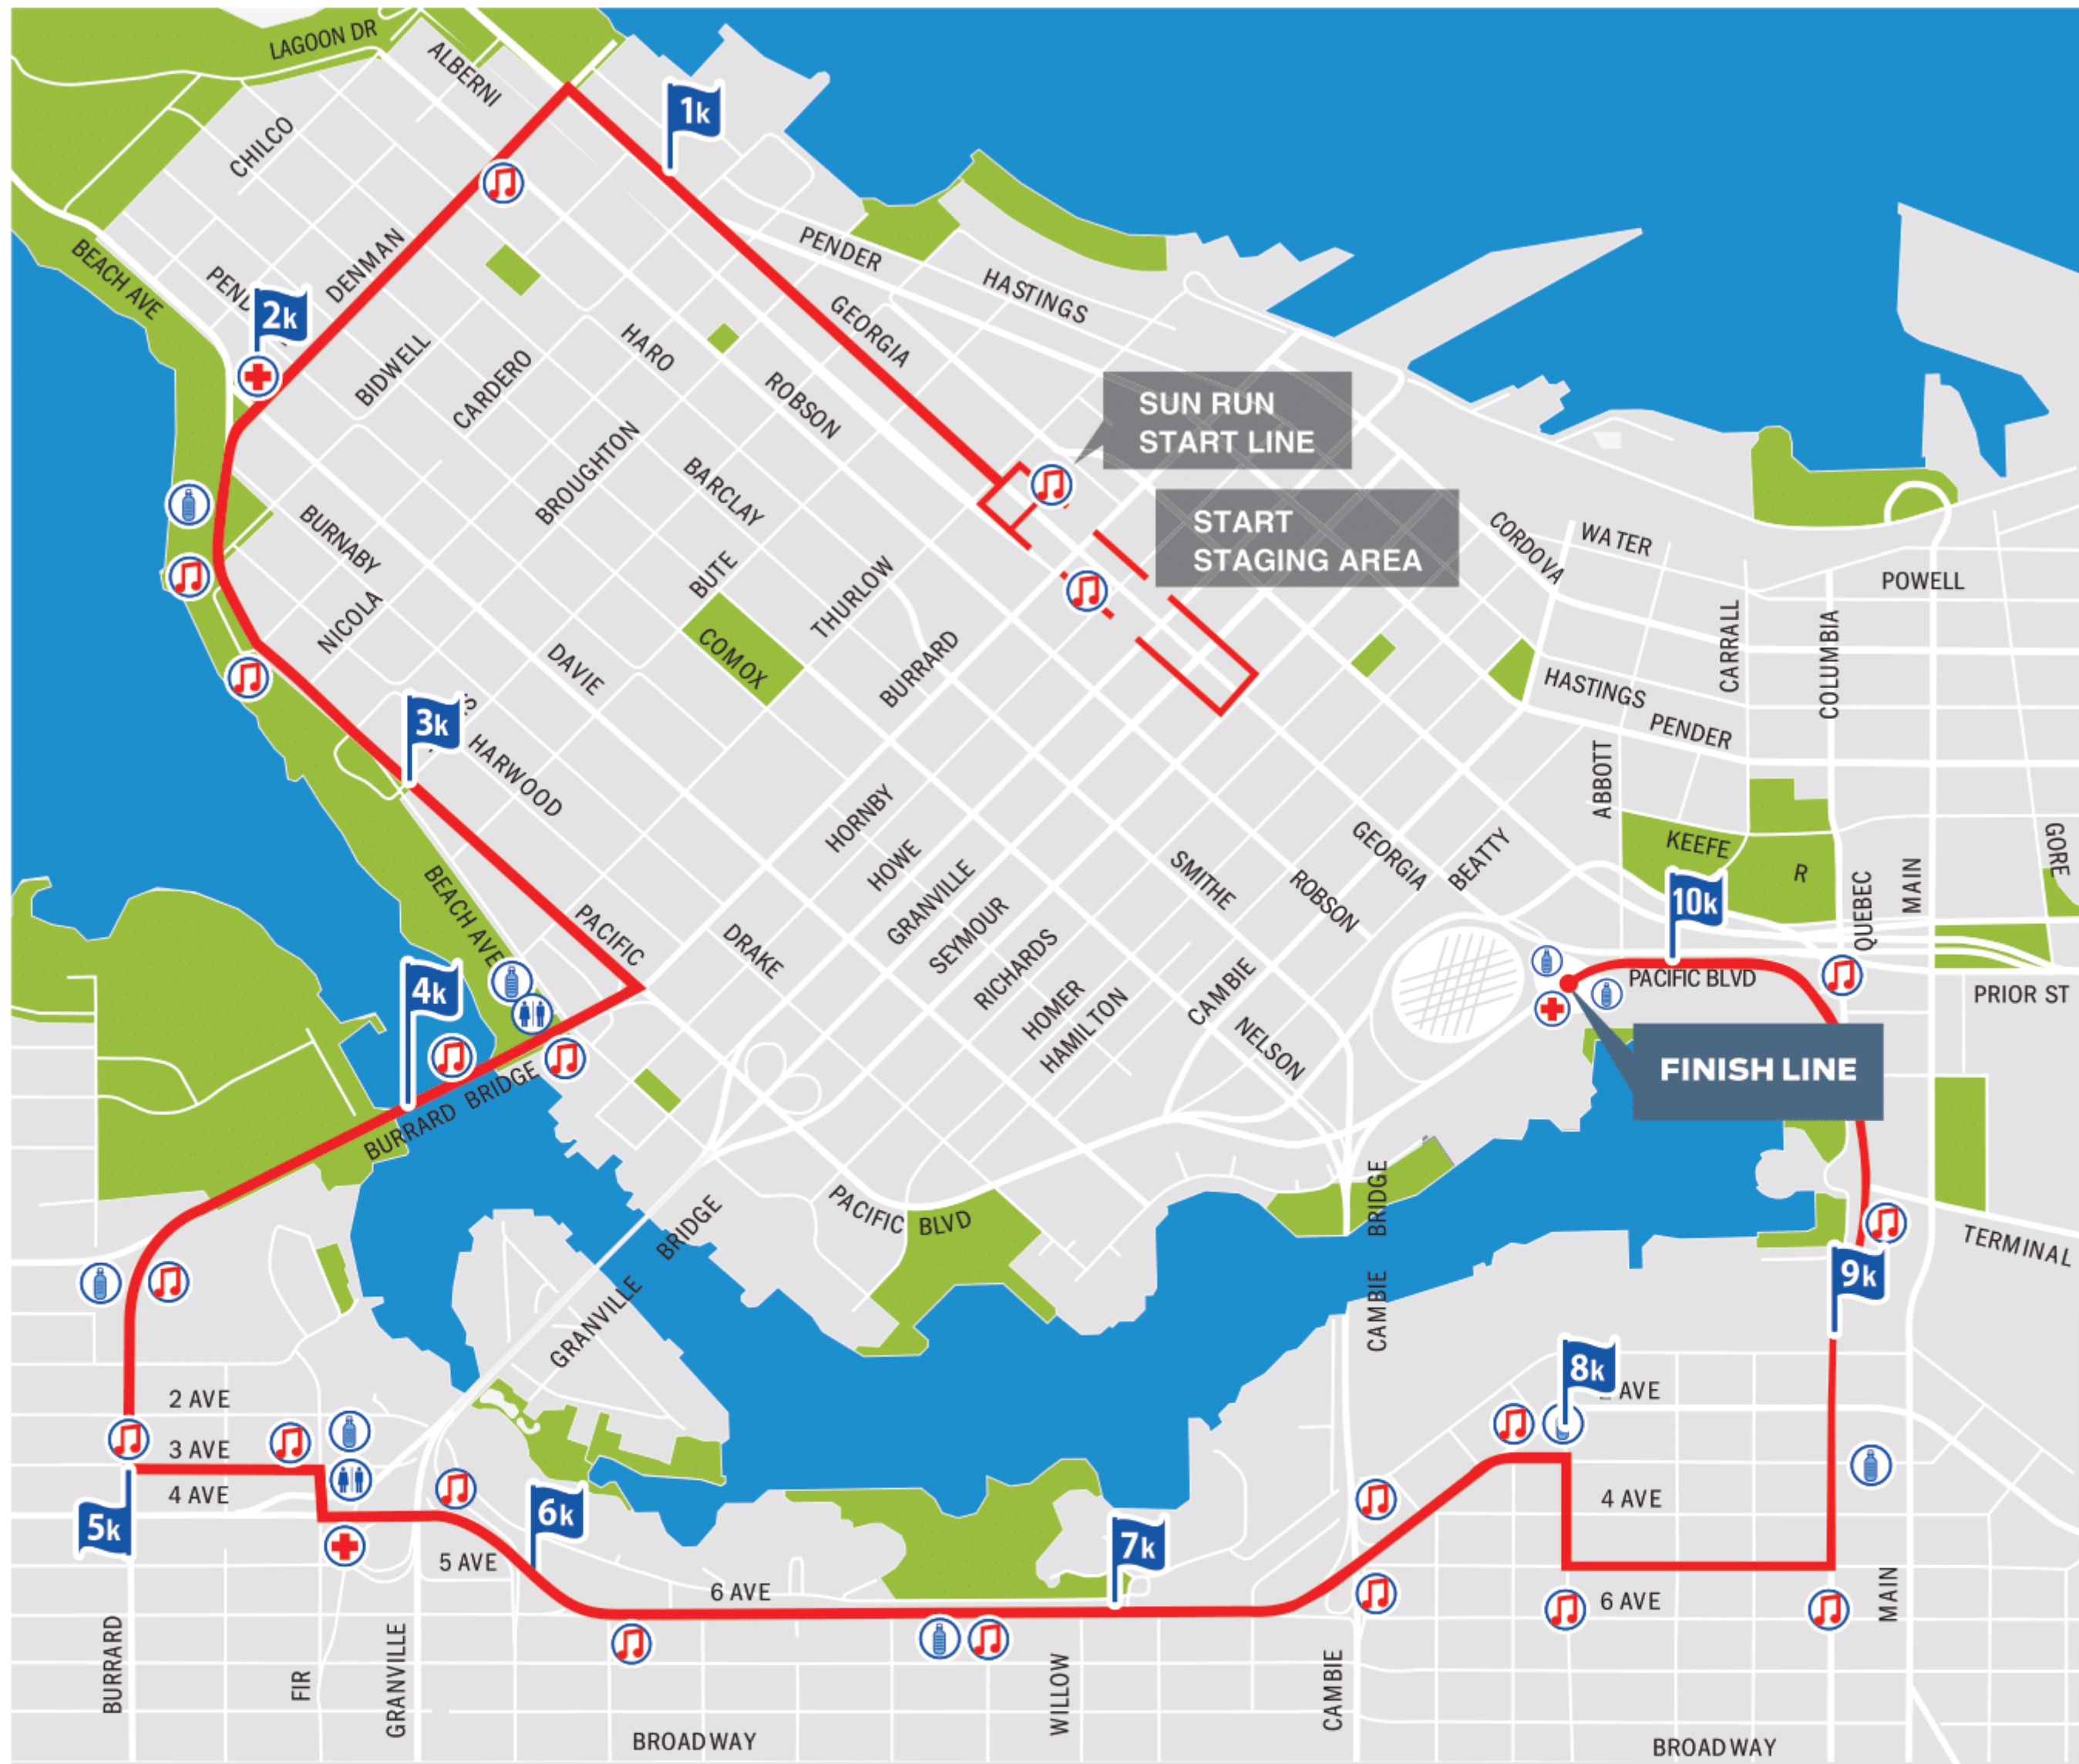 LAGOON DR
ALBERNI
1k
CHILCO
BEACH AVE
DENMAN
2k
PENDER
HASTINGS
GEORGIA
BIDWELL
CARDERO
HARO
ROBSON
SUN RUN
START LINE
START
STAGING AREA
BROUGHTON
BARCLAY
BURNABY
NICOLA
BUTE
COMOX
THURLOW
BURRARD
DAVIE
CORDOVA
WATER
POWELL
CARRALL
COLUMBIA
HASTINGS
PENDER
ABBOTT
3k
HARWOOD
HORNBY
HOWE
GRANVILLE
SEYMOUR
RICHARDS
HOMER
HAMILTON
SMITHE
ROBSON
GEORGIA
BEATTY
KEEFE
R
GORE
10k
QUEBEC
MAIN
BEACH AVE
PACIFIC
DRAKE
CAMBIE
NELSON
PACIFIC BLVD
PRIOR ST
4k
BURRARD BRIDGE
FINISH LINE
PACIFIC BLVD
GRANVILLE BRIDGE
CAMBIE BRIDGE
TERMINAL
9k
2 AVE
3 AVE
4 AVE
5k
8k
AVE
4 AVE
6k
5 AVE
7k
6 AVE
6 AVE
BURRARD
FIR
GRANVILLE
WILLOW
CAMBIE
MAIN
BROADWAY
BROADWAY